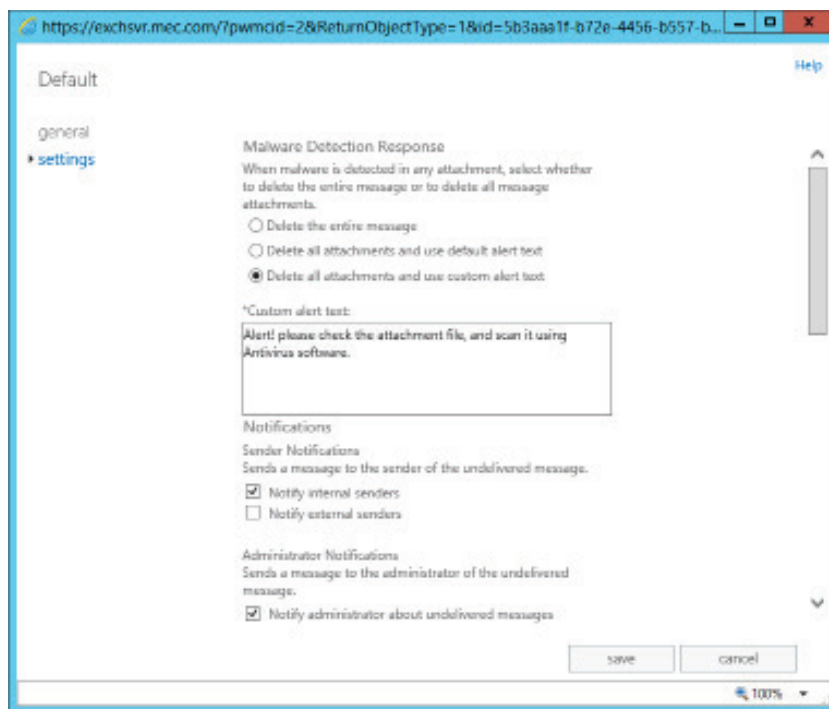 https://exchsvr.mec.com/?pwmcid=2&ReturnObjectType=1&id=5b3aaa1f-b72e-4456-b557-b...
Help
Default
general
settings
Malware Detection Response
When malware is detected in any attachment, select whether
to delete the entire message or to delete all message
attachments.
Delete the entire message
Delete all attachments and use default alert text
Delete all attachments and use custom alert text
*Custom alert text:
Alert! please check the attachment file, and scan it using
Antivirus software.
Notifications
Sender Notifications
Sends a message to the sender of the undelivered message.
Notify internal senders
Notify external senders
Administrator Notifications
Sends a message to the administrator of the undelivered
message.
Notify administrator about undelivered messages
save
cancel
100%